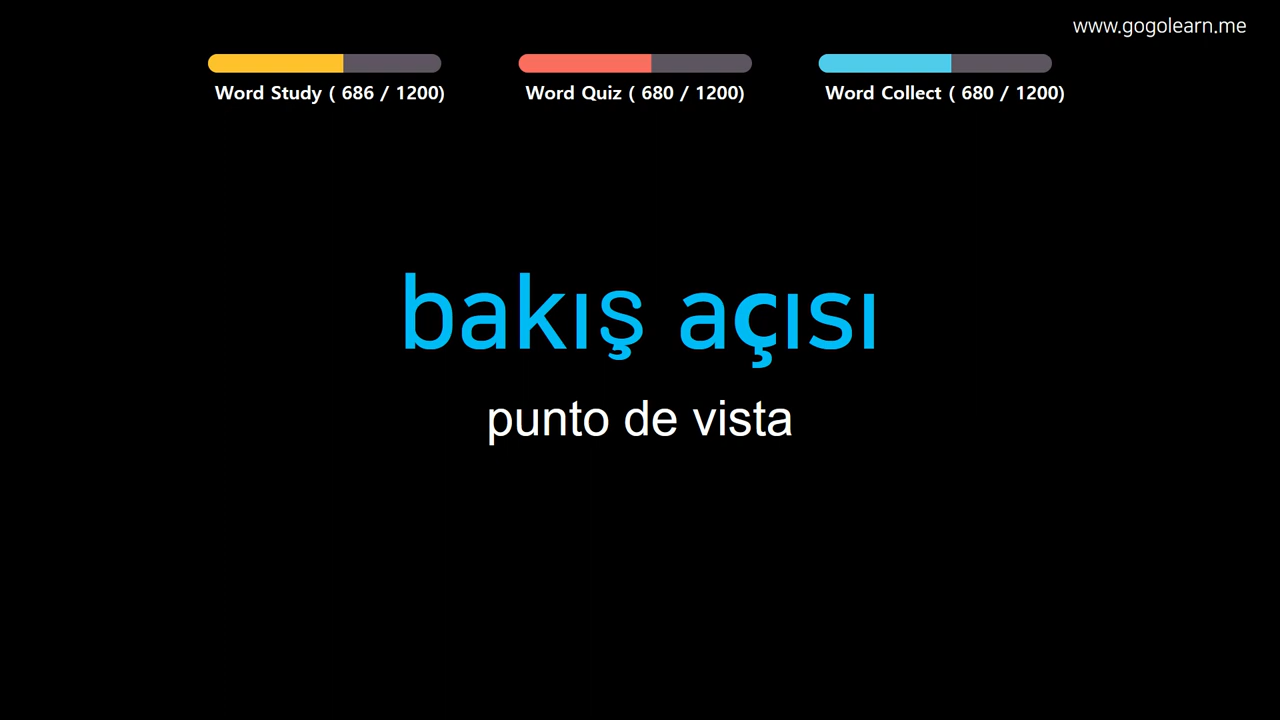 www.gogolearn.me
Word Study ( 686 / 1200)
Word Quiz ( 680 / 1200)
Word Collect ( 680 / 1200)
bakış açısı
punto de vista